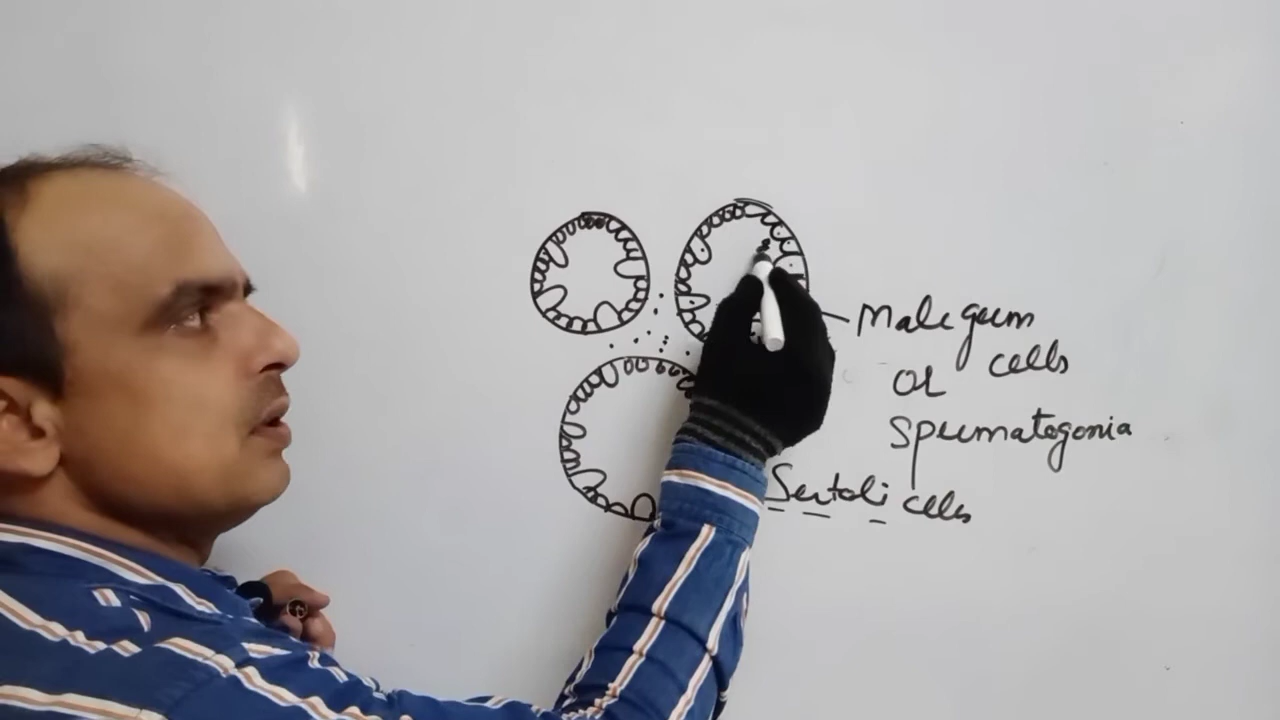 Male germ
cells
or
Spermatogonia
Sertoli cells